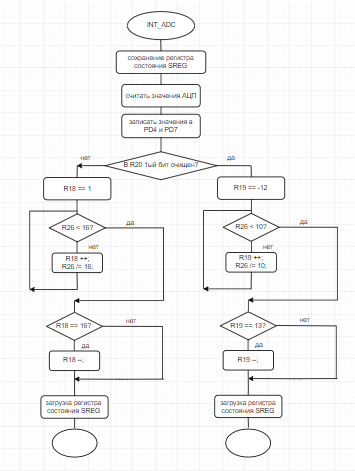 INT_ADC
сохранение регистра
состояния SREG
считать значения АЦП
записать значения в
PD4 и PD7
В R20 1ый бит очищен?
нет
да
R18 == 1
R19 == -12
R26 < 16?
да
R26 < 10?
да
нет
нет
R18 ++;
R26 /= 16;
R19 ++;
R26 /= 10;
R18 == 16?
нет
R19 == 13?
нет
да
да
R18 --;
R19 --;
загрузка регистра
состояния SREG
загрузка регистра
состояния SREG